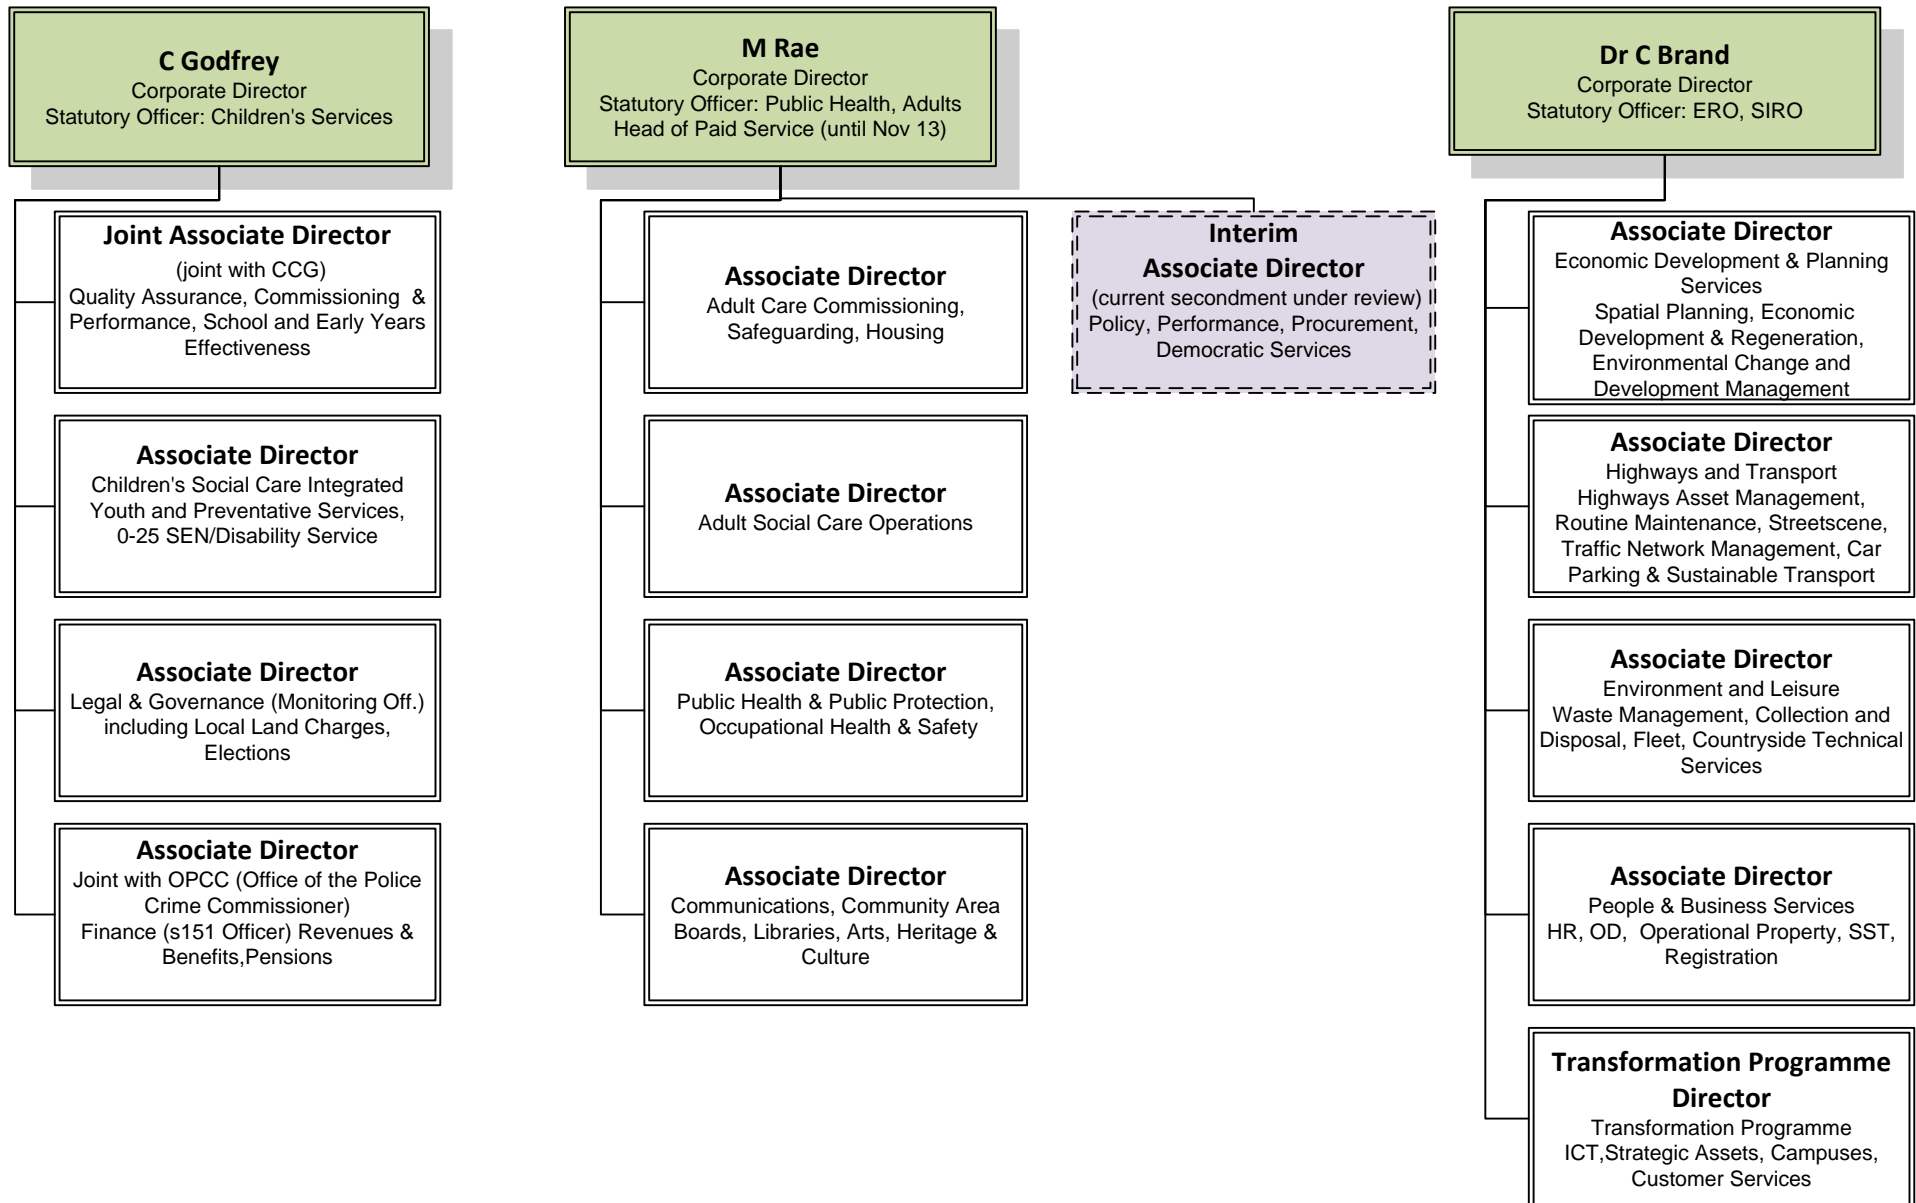 C Godfrey
Corporate Director
Statutory Officer: Children's Services
Joint Associate Director
(joint with CCG)
Quality Assurance, Commissioning &
Performance, School and Early Years
Effectiveness
Associate Director
Children's Social Care Integrated
Youth and Preventative Services,
0-25 SEN/Disability Service
Associate Director
Legal & Governance (Monitoring Off.)
including Local Land Charges,
Elections
Associate Director
Joint with OPCC (Office of the Police
Crime Commissioner)
Finance (s151 Officer) Revenues &
Benefits,Pensions
M Rae
Corporate Director
Statutory Officer: Public Health, Adults
Head of Paid Service (until Nov 13)
Associate Director
Adult Care Commissioning,
Safeguarding, Housing
Associate Director
Adult Social Care Operations
Associate Director
Public Health & Public Protection,
Occupational Health & Safety
Associate Director
Communications, Community Area
Boards, Libraries, Arts, Heritage &
Culture
Interim
Associate Director
(current secondment under review)
Policy, Performance, Procurement,
Democratic Services
Dr C Brand
Corporate Director
Statutory Officer: ERO, SIRO
Associate Director
Economic Development & Planning
Services
Spatial Planning, Economic
Development & Regeneration,
Environmental Change and
Development Management
Associate Director
Highways and Transport
Highways Asset Management,
Routine Maintenance, Streetscene,
Traffic Network Management, Car
Parking & Sustainable Transport
Associate Director
Environment and Leisure
Waste Management, Collection and
Disposal, Fleet, Countryside Technical
Services
Associate Director
People & Business Services
HR, OD, Operational Property, SST,
Registration
Transformation Programme
Director
Transformation Programme
ICT,Strategic Assets, Campuses,
Customer Services